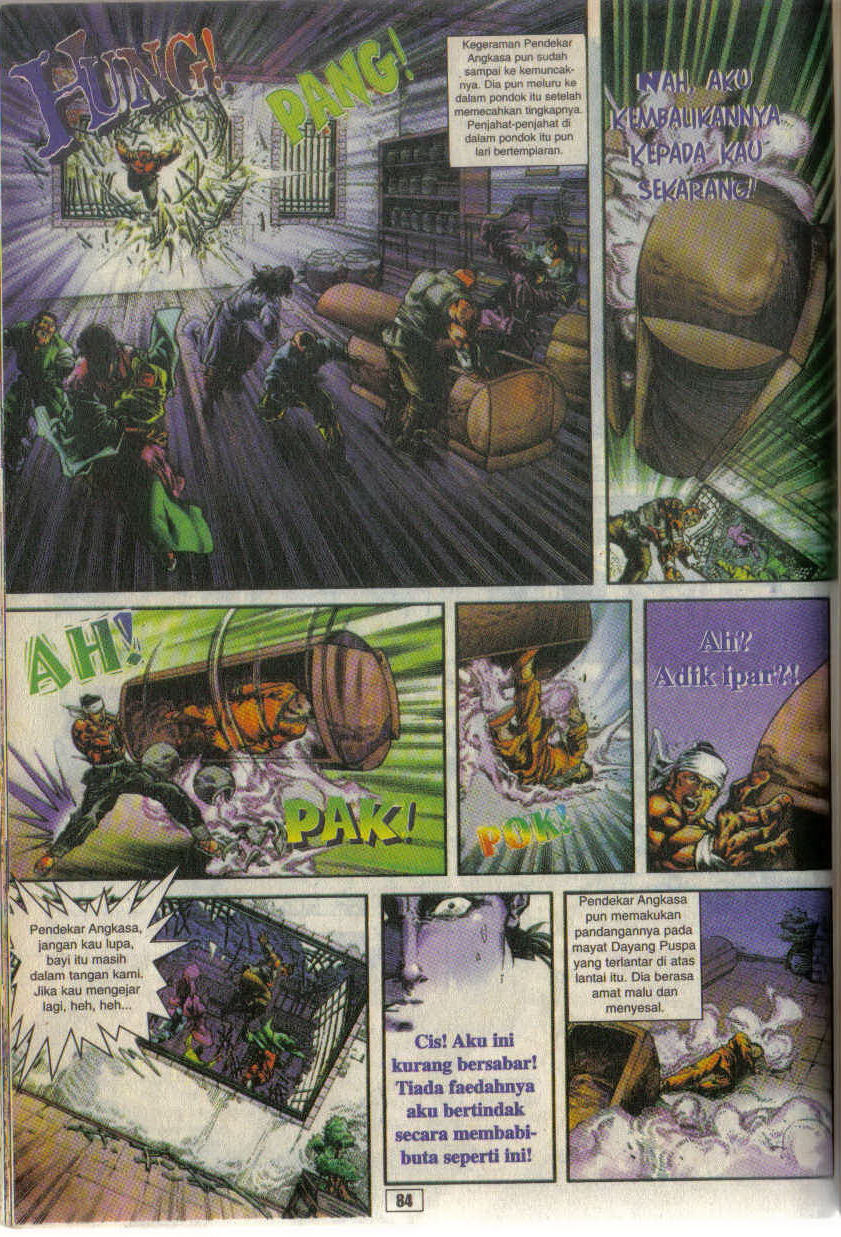 HUNG!
PANG!
Kegeraman Pendekar
Angkasa pun sudah
sampai ke kemuncak-
nya. Dia pun meluru ke
dalam pondok itu setelah
memecahkan tingkapnya.
Penjahat-penjahat di
dalam pondok itu pun
lari bertempiaran.
NAH, AKU
KEMBALIKANNYA
KEPADA KAU
SEKARANG!
AH!
PAK!
POK!
Ah?
Adik ipar?!
Pendekar Angkasa,
jangan kau lupa,
bayi itu masih
dalam tangan kami.
Jika kau mengejar
lagi, heh, heh...
Cis! Aku ini
kurang bersabar!
Tiada faedahnya
aku bertindak
secara membabi-
buta seperti ini!
Pendekar Angkasa
pun memakukan
pandangannya pada
mayat Dayang Puspa
yang terlantar di atas
lantai itu. Dia berasa
amat malu dan
menyesal.
84